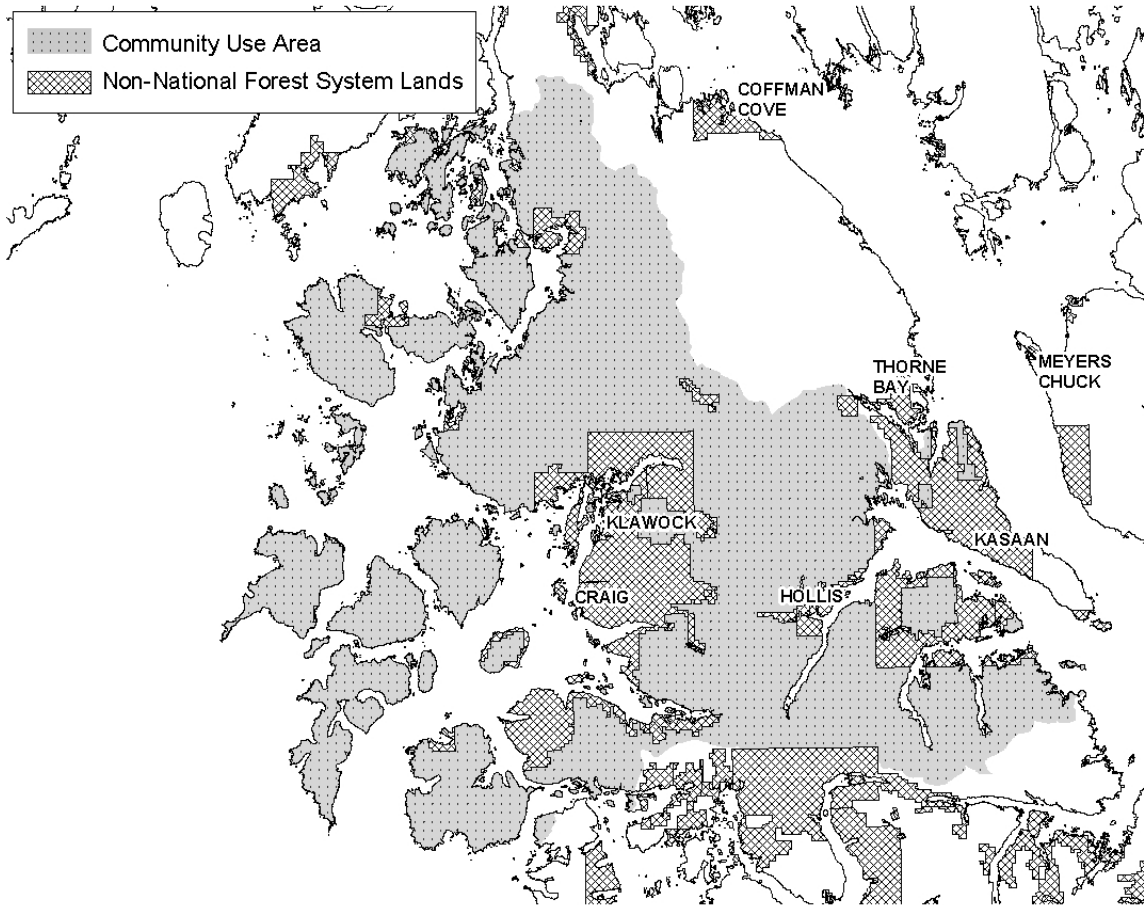 Community Use Area
Non-National Forest System Lands
COFFMAN
COVE
THORNE
BAY
MEYERS
CHUCK
KLAWOCK
KASAAN
CRAIG
HOLLIS